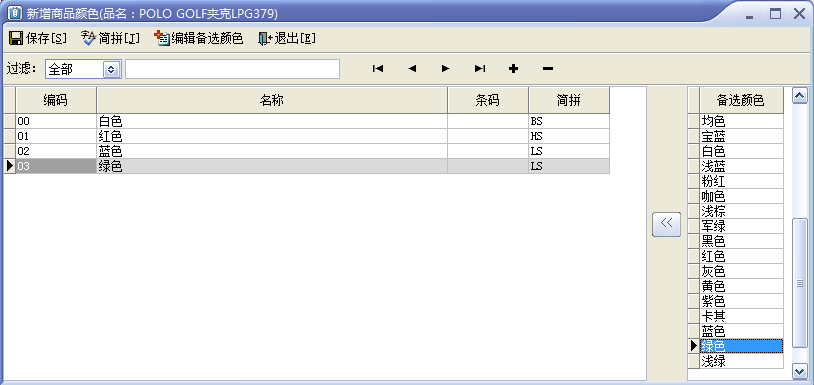 新增商品颜色(品名：POLO GOLF夹克LPG379)
保存[S] 简拼[J] 编辑备选颜色 退出[E]
过滤： 全部
编码 名称 条码 简拼
00 白色 BS
01 红色 HS
02 蓝色 LS
03 绿色 LS
<<
备选颜色
均色
宝蓝
白色
浅蓝
粉红
咖色
浅棕
军绿
黑色
红色
灰色
黄色
紫色
卡其
蓝色
绿色
浅绿